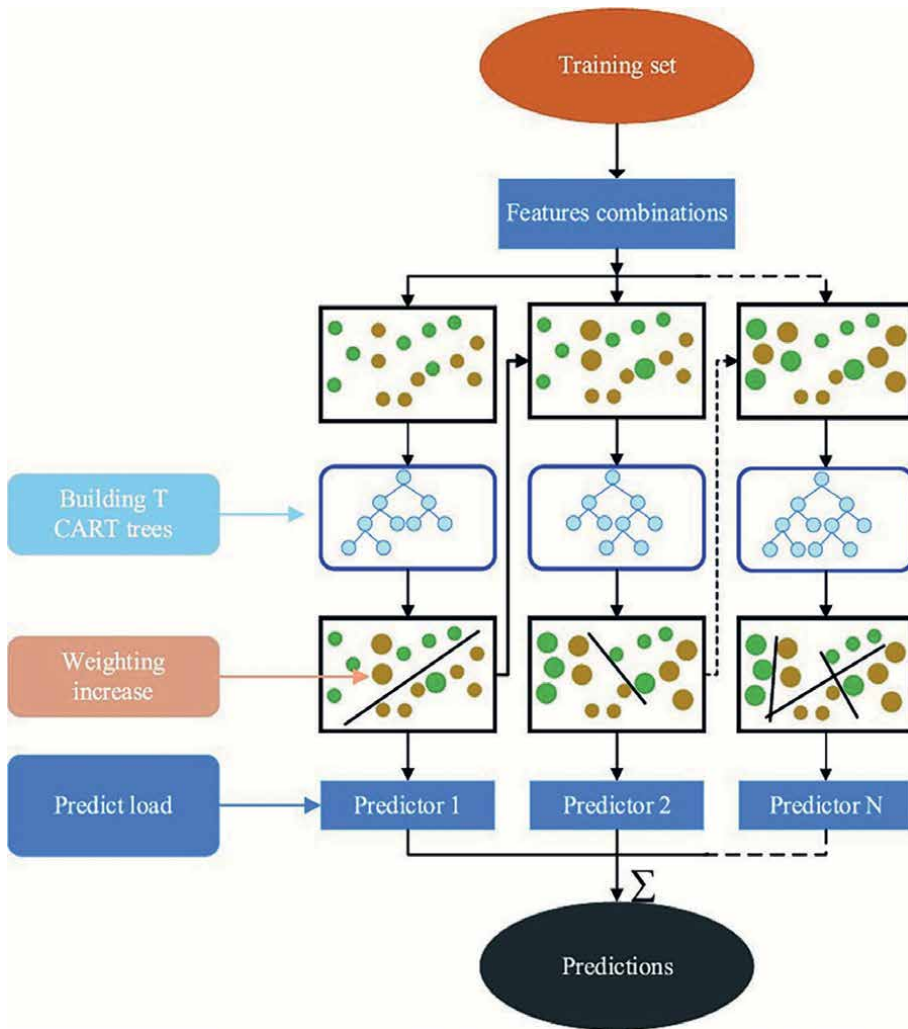 Training set
Features combinations
Building T
CART trees
Weighting
increase
Predict load
Predictor 1
Predictor 2
Predictor N
Σ
Predictions